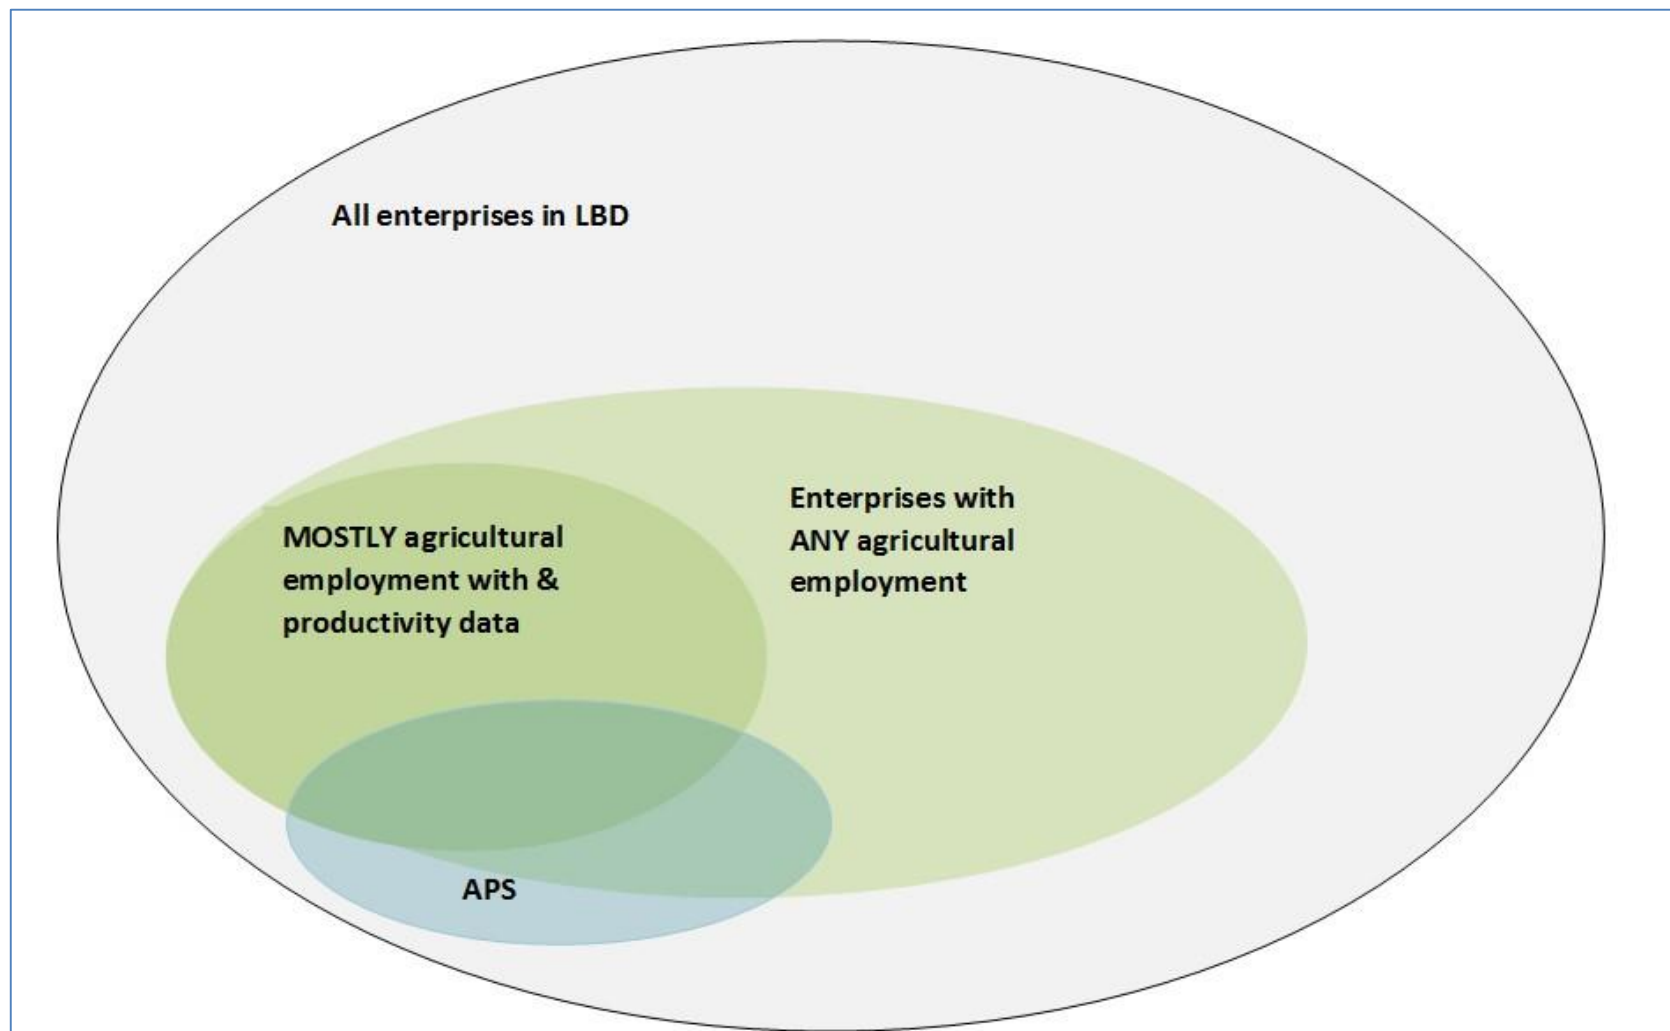 All enterprises in LBD
Enterprises with
ANY agricultural
employment
MOSTLY agricultural
employment with &
productivity data
APS